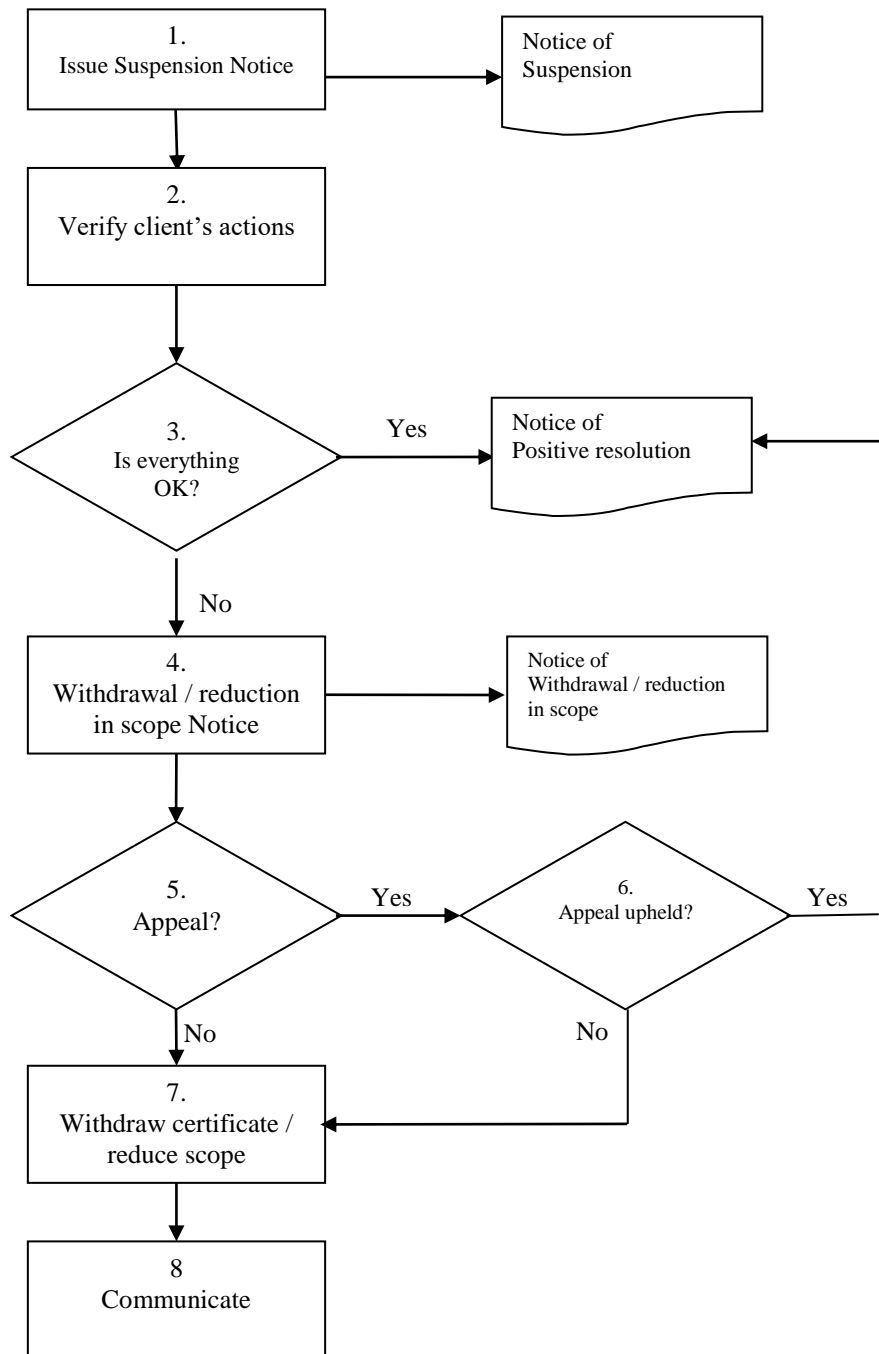 1.
Issue Suspension Notice
Notice of
Suspension
2.
Verify client's actions
3.
Is everything
OK?
Yes
Notice of
Positive resolution
No
4.
Withdrawal / reduction
in scope Notice
Notice of
Withdrawal / reduction
in scope
5.
Appeal?
Yes
6.
Appeal upheld?
Yes
No
No
7.
Withdraw certificate /
reduce scope
8
Communicate